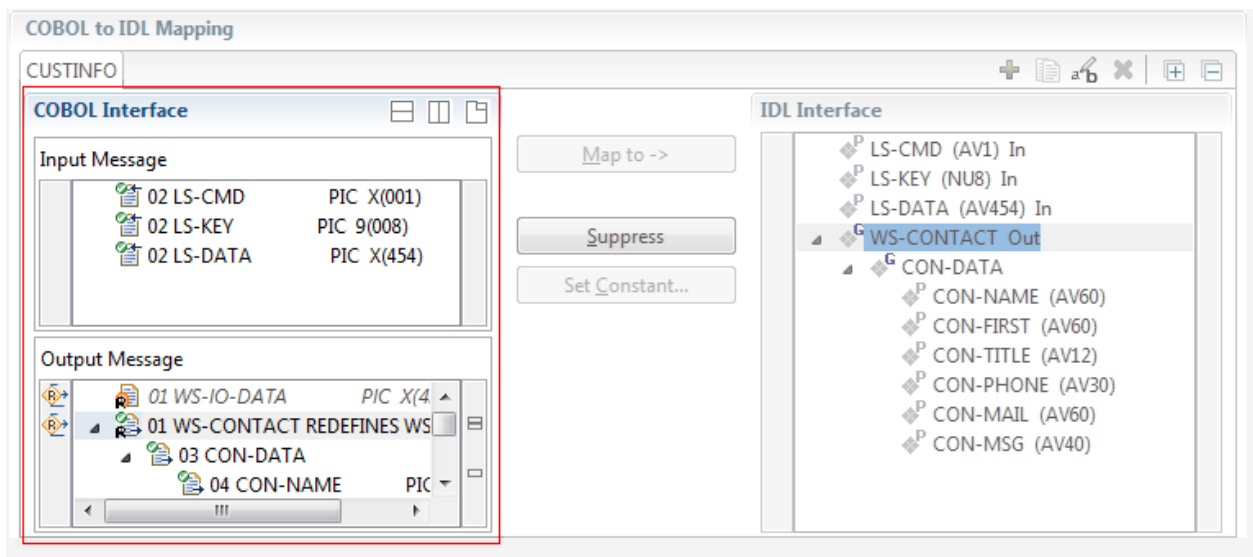 COBOL to IDL Mapping
CUSTINFO
COBOL Interface
Input Message
02 LS-CMD PIC X(001)
02 LS-KEY PIC 9(008)
02 LS-DATA PIC X(454)
Output Message
01 WS-IO-DATA PIC X(4
01 WS-CONTACT REDEFINES WS
03 CON-DATA
04 CON-NAME PIC
Map to ->
Suppress
Set Constant...
IDL Interface
LS-CMD (AV1) In
LS-KEY (NU8) In
LS-DATA (AV454) In
WS-CONTACT Out
CON-DATA
CON-NAME (AV60)
CON-FIRST (AV60)
CON-TITLE (AV12)
CON-PHONE (AV30)
CON-MAIL (AV60)
CON-MSG (AV40)